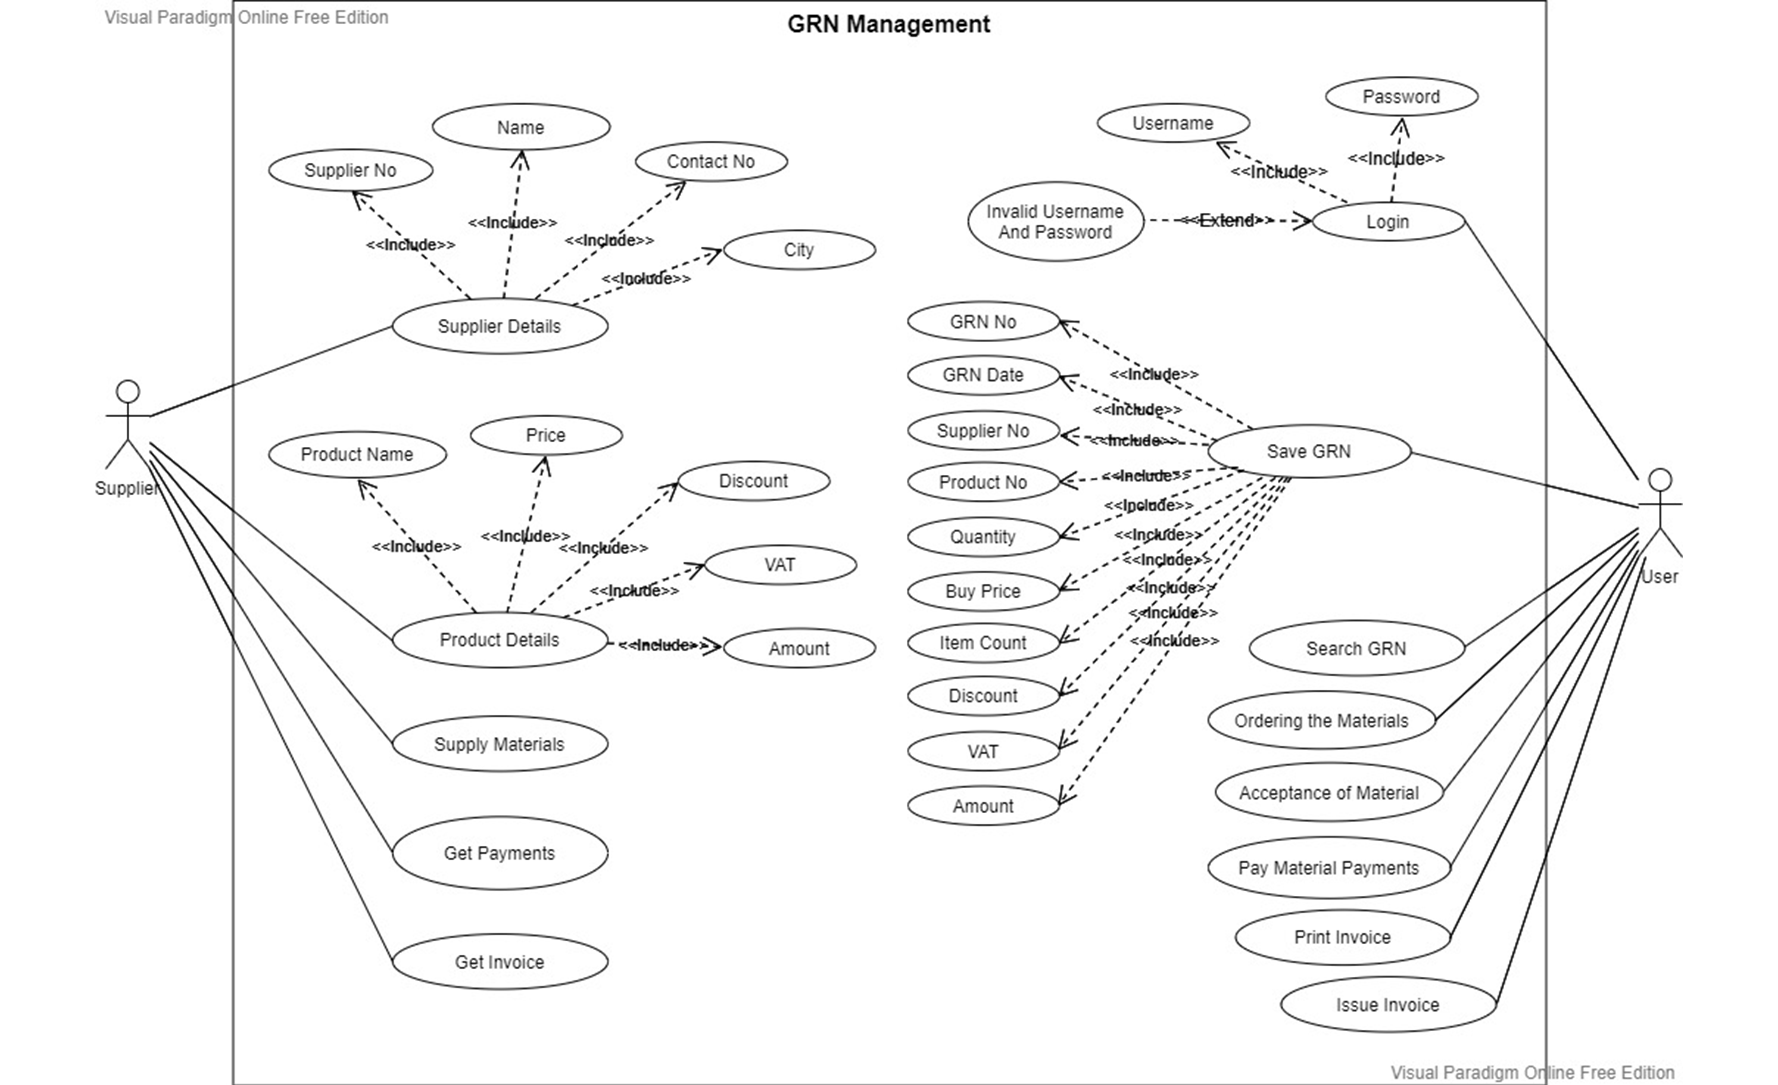 Visual Paradigm Online Free Edition
GRN Management
Supplier No
Name
Contact No
City
<<Include>>
<<Include>>
<<Include>>
<<Include>>
Supplier Details
Username
Password
<<Include>>
<<Include>>
Invalid Username
And Password
<<Extend>>
Login
Supplier
Product Name
Price
Discount
VAT
Amount
<<Include>>
<<Include>>
<<Include>>
<<Include>>
<<Include>>
Product Details
Supply Materials
Get Payments
Get Invoice
GRN No
GRN Date
Supplier No
Product No
Quantity
Buy Price
Item Count
Discount
VAT
Amount
<<Include>>
<<Include>>
<<Include>>
<<Include>>
<<Include>>
<<Include>>
<<Include>>
<<Include>>
<<Include>>
<<Include>>
Save GRN
User
Search GRN
Ordering the Materials
Acceptance of Material
Pay Material Payments
Print Invoice
Issue Invoice
Visual Paradigm Online Free Edition